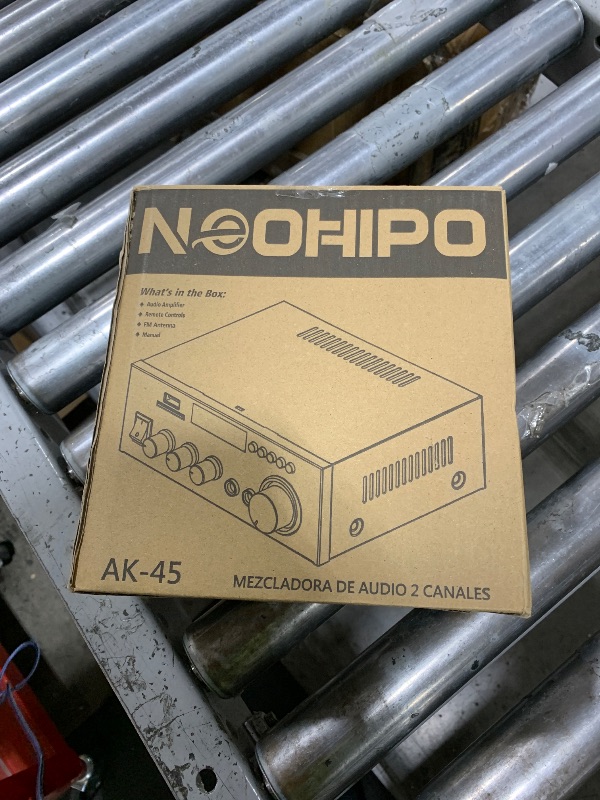 NEOHIPO
What's in the Box:
◆ Audio Amplifier
◆ Remote Controls
◆ FM Antenna
◆ Manual
AK-45
MEZCLADORA DE AUDIO 2 CANALES